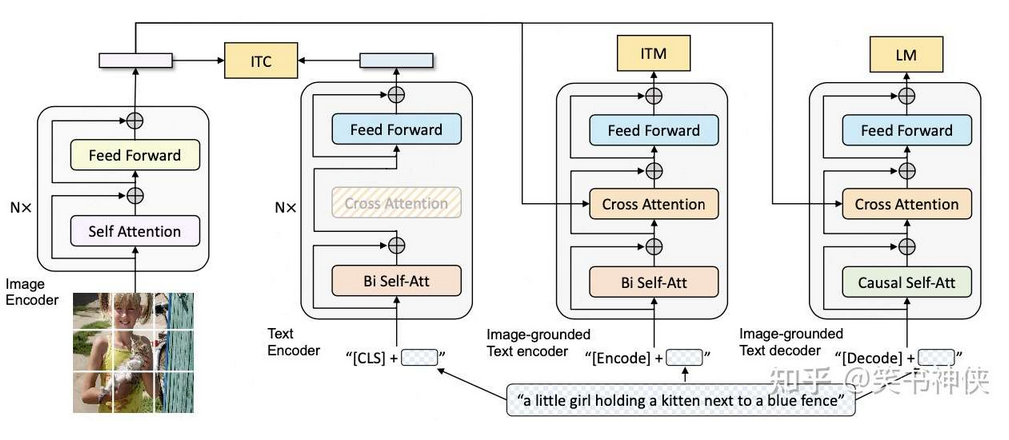 ITC
ITM
LM
Feed Forward
Self Attention
N×
Image
Encoder
Feed Forward
Cross Attention
Bi Self-Att
N×
Text
Encoder
“[CLS] + ”
Feed Forward
Cross Attention
Bi Self-Att
Image-grounded
Text encoder
“[Encode] + ”
Feed Forward
Cross Attention
Causal Self-Att
Image-grounded
Text decoder
“[Decode] + ”
“a little girl holding a kitten next to a blue fence”
知乎 @笑书神侠